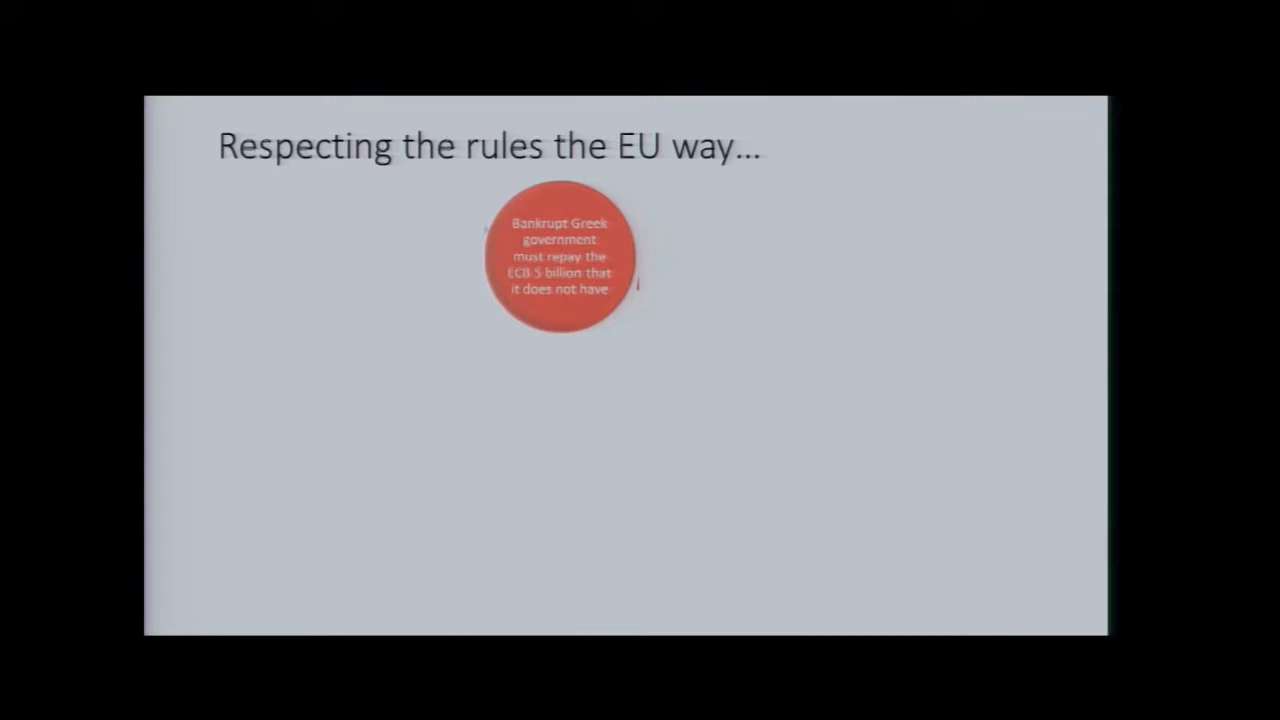 Respecting the rules the EU way...
Bankrupt Greek
government
must repay the
ECB 5 billion that
it does not have